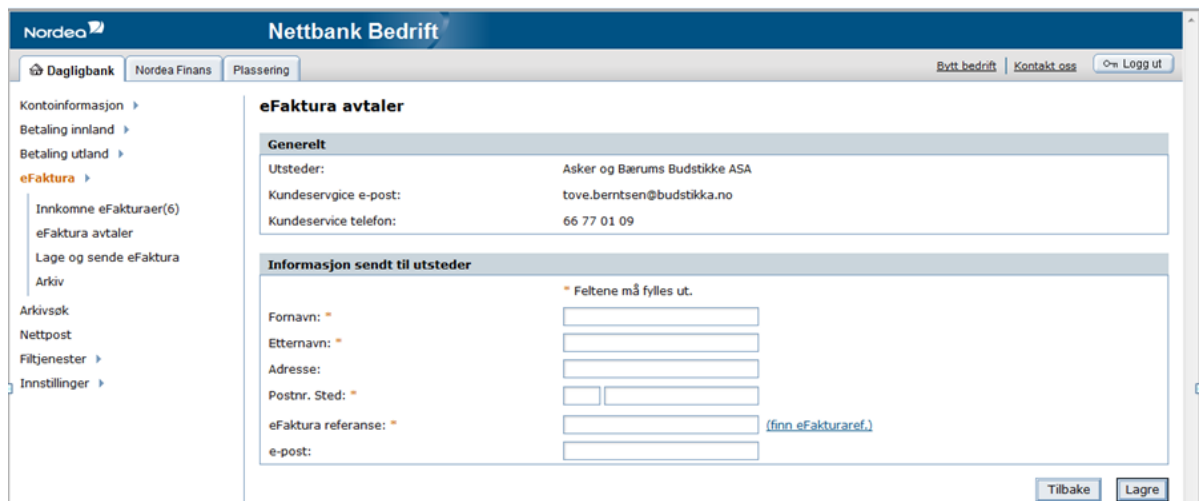 Nordea
Nettbank Bedrift
Dagligbank Nordea Finans Plassering Bytt bedrift Kontakt oss Logg ut
Kontoinformasjon
Betaling innland
Betaling utland
eFaktura
Innkomne eFakturaer(6)
eFaktura avtaler
Lage og sende eFaktura
Arkiv
Arkivsøk
Nettpost
Filtjenester
Innstillinger
eFaktura avtaler
Generelt
Utsteder: Asker og Bærums Budstikke ASA
Kundeservgice e-post: tove.berntsen@budstikka.no
Kundeservice telefon: 66 77 01 09
Informasjon sendt til utsteder
* Feltene må fylles ut.
Fornavn: *
Etternavn: *
Adresse:
Postnr. Sted: *
eFaktura referanse: * (finn eFakturaref.)
e-post:
Tilbake Lagre